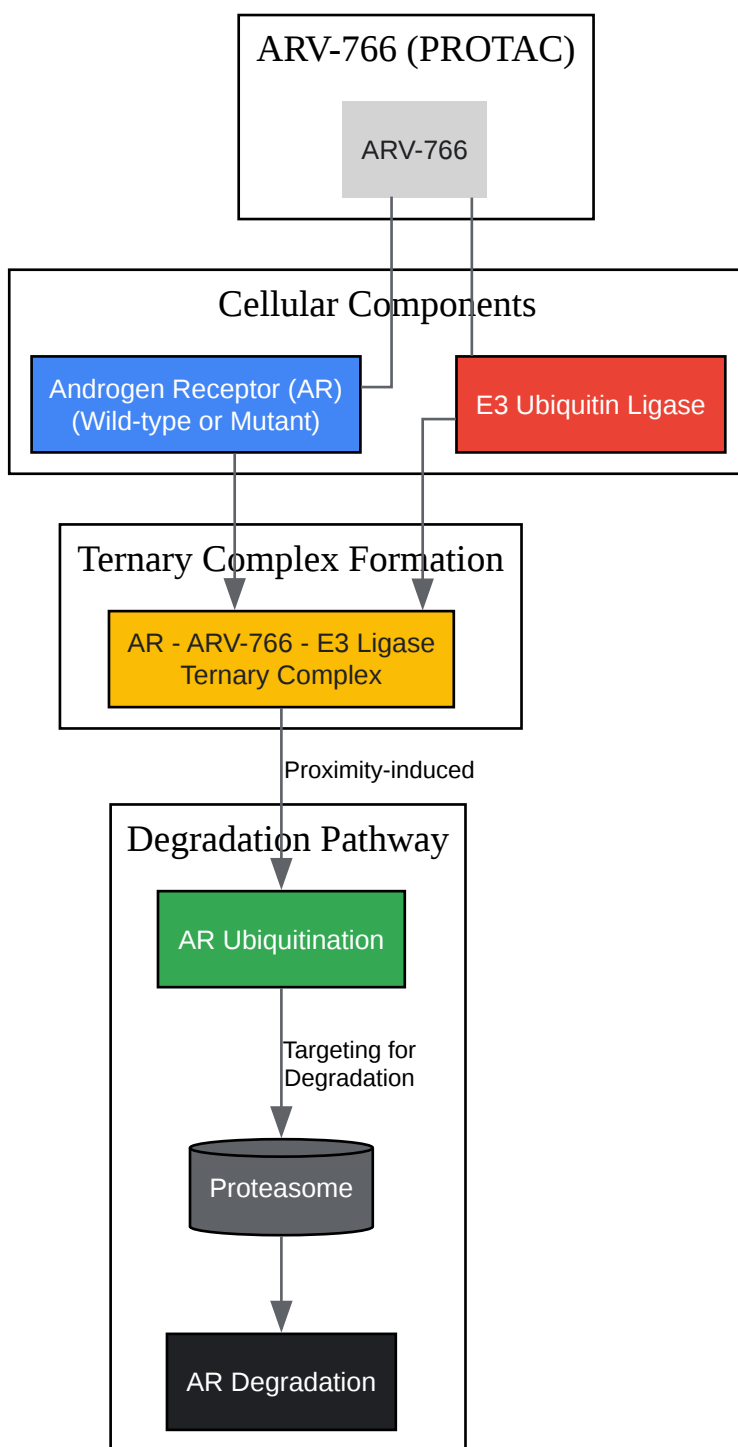 ARV-766 (PROTAC)
ARV-766
Cellular Components
Androgen Receptor (AR)
(Wild-type or Mutant)
E3 Ubiquitin Ligase
Ternary Complex Formation
AR - ARV-766 - E3 Ligase
Ternary Complex
Proximity-induced
Degradation Pathway
AR Ubiquitination
Targeting for
Degradation
Proteasome
AR Degradation